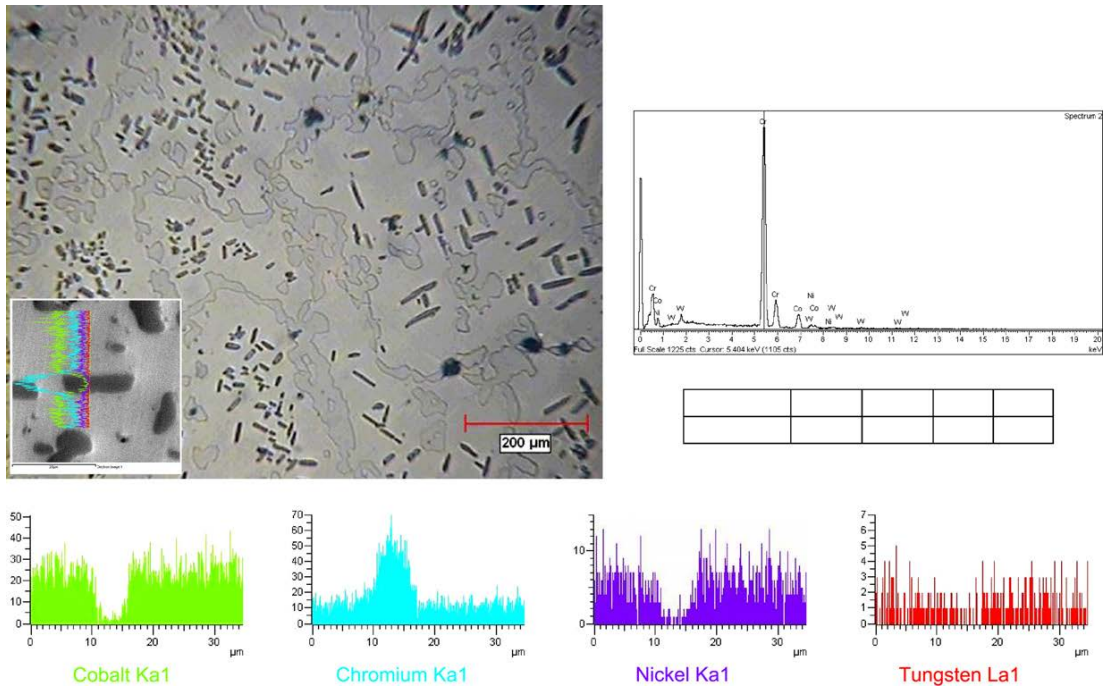 200 µm
Spectrum 2
Cr
Cr
Co
Ni
W
W
Cr
Co
Ni
Co
W
W
Ni
W
W
W
W
0 1 2 3 4 5 6 7 8 9 10 11 12 13 14 15 16 17 18 19 20
Full Scale 1225 cts Cursor: 5.404 keV (1105 cts)
keV
50
40
30
20
10
0
0 10 20 30
µm
Cobalt Ka1
70
60
50
40
30
20
10
0
0 10 20 30
µm
Chromium Ka1
10
0
0 10 20 30
µm
Nickel Ka1
7
6
5
4
3
2
1
0
0 10 20 30
µm
Tungsten La1